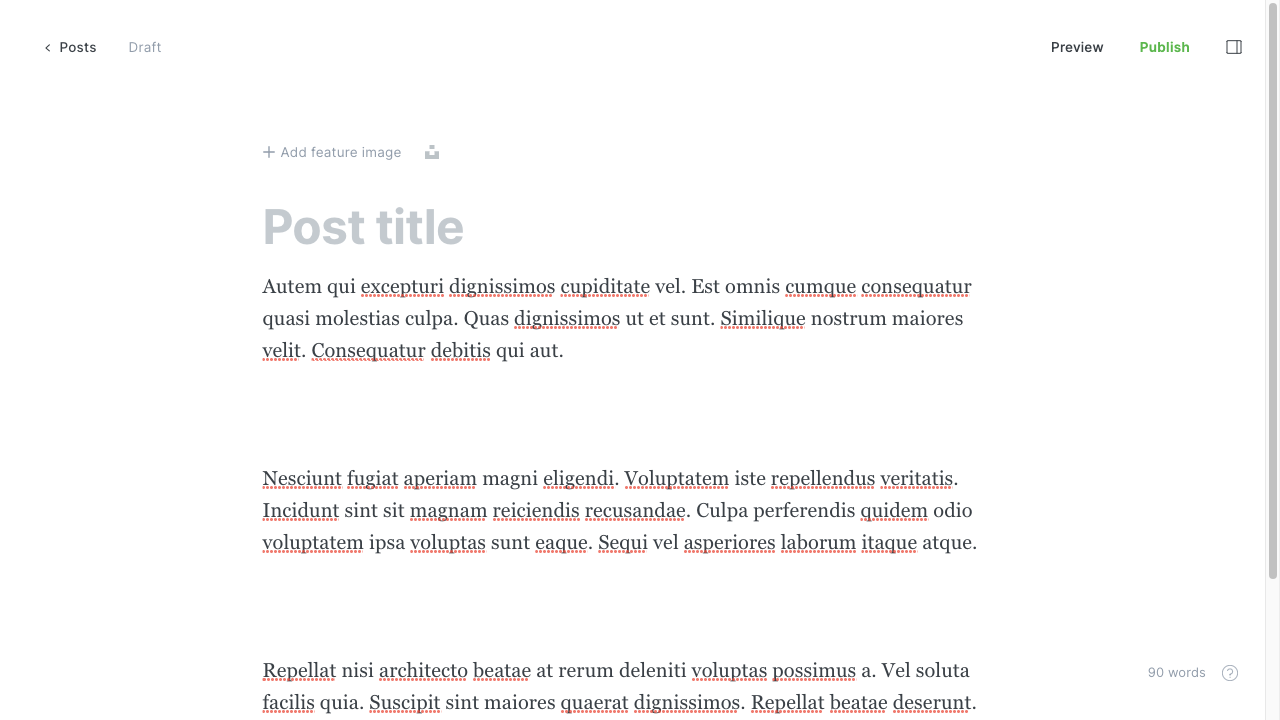 Posts
Draft
Preview
Publish
Add feature image
Post title
Autem qui excepturi dignissimos cupiditate vel. Est omnis cumque consequatur
quasi molestias culpa. Quas dignissimos ut et sunt. Similique nostrum maiores
velit. Consequatur debitis qui aut.
Nesciunt fugiat aperiam magni eligendi. Voluptatem iste repellendus veritatis.
Incidunt sint sit magnam reiciendis recusandae. Culpa perferendis quidem odio
voluptatem ipsa voluptas sunt eaque. Sequi vel asperiores laborum itaque atque.
Repellat nisi architecto beatae at rerum deleniti voluptas possimus a. Vel soluta
facilis quia. Suscipit sint maiores quaerat dignissimos. Repellat beatae deserunt.
90 words